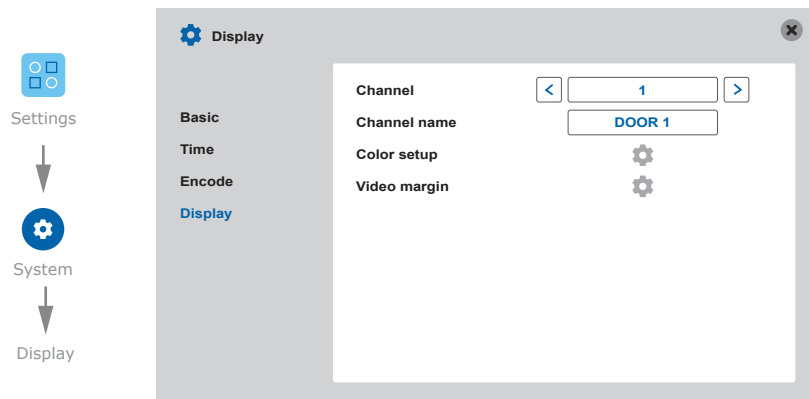 Settings
System
Display
Display
Basic
Time
Encode
Display
Channel
<
1
>
Channel name
DOOR 1
Color setup
Video margin